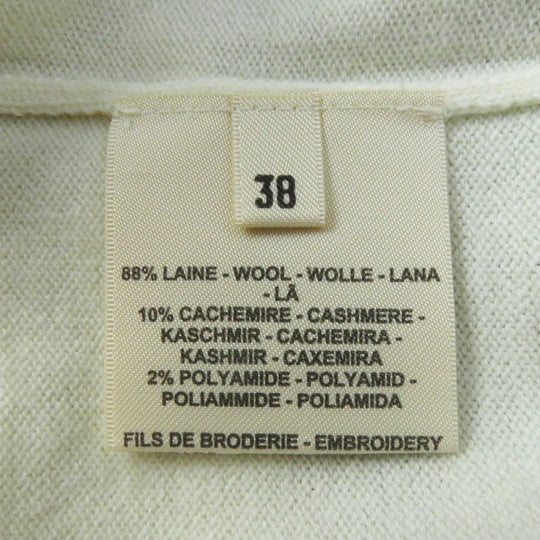 38
88% LAINE - WOOL - WOLLE - LANA
- LÃ
10% CACHEMIRE - CASHMERE -
KASCHMIR - CACHEMIRA -
KASHMIR - CAXEMIRA
2% POLYAMIDE - POLYAMID -
POLIAMMIDE - POLIAMIDA
FILS DE BRODERIE - EMBROIDERY